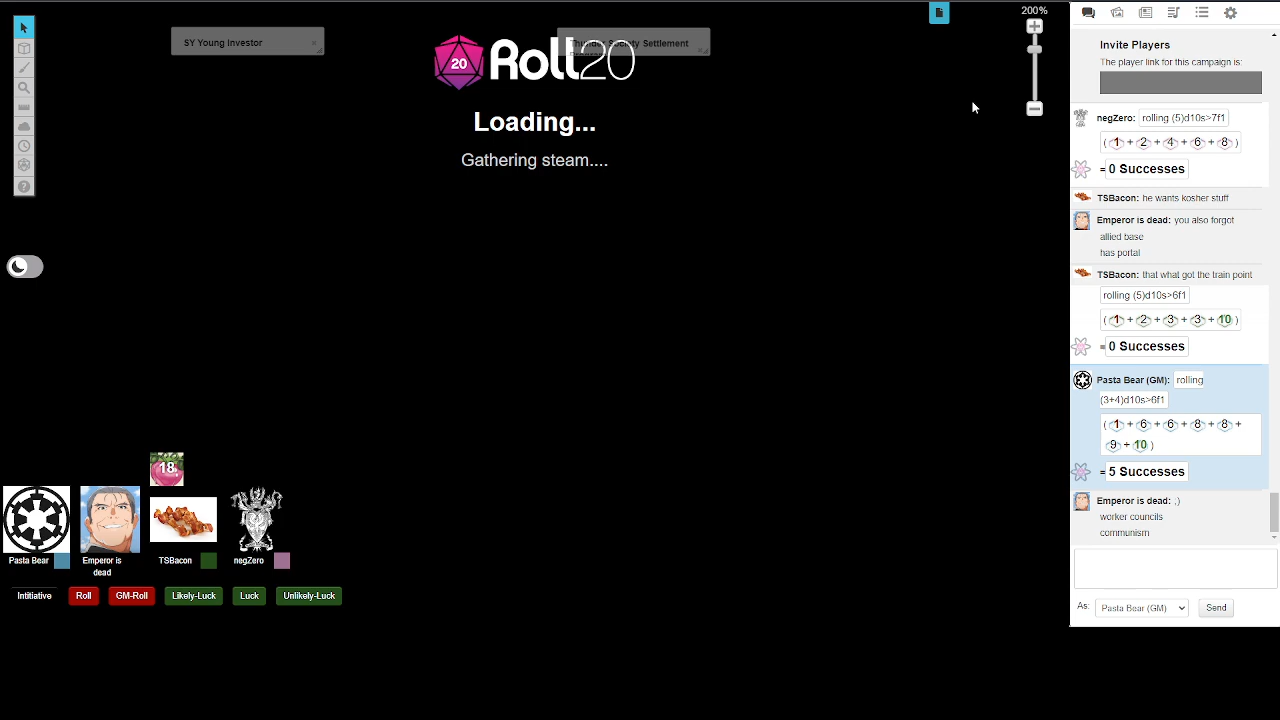 200%
SY Young Investor
Thunder Society Settlement
20
Roll20
Loading...
Gathering steam....
18
Pasta Bear
Emperor is
dead
TSBacon
negZero
Intitiative
Roll
GM-Roll
Likely-Luck
Luck
Unlikely-Luck
Invite Players
The player link for this campaign is:
negZero: rolling (5)d10s>7f1
(1+2+4+6+8)
=0 Successes
TSBacon: he wants kosher stuff
Emperor is dead: you also forgot
allied base
has portal
TSBacon: that what got the train point
rolling (5)d10s>6f1
(1+2+3+3+10)
=0 Successes
Pasta Bear (GM): rolling
(3+4)d10s>6f1
(1+6+6+8+8+
9+10)
=5 Successes
Emperor is dead: ;)
worker councils
communism
As:
Pasta Bear (GM)
Send